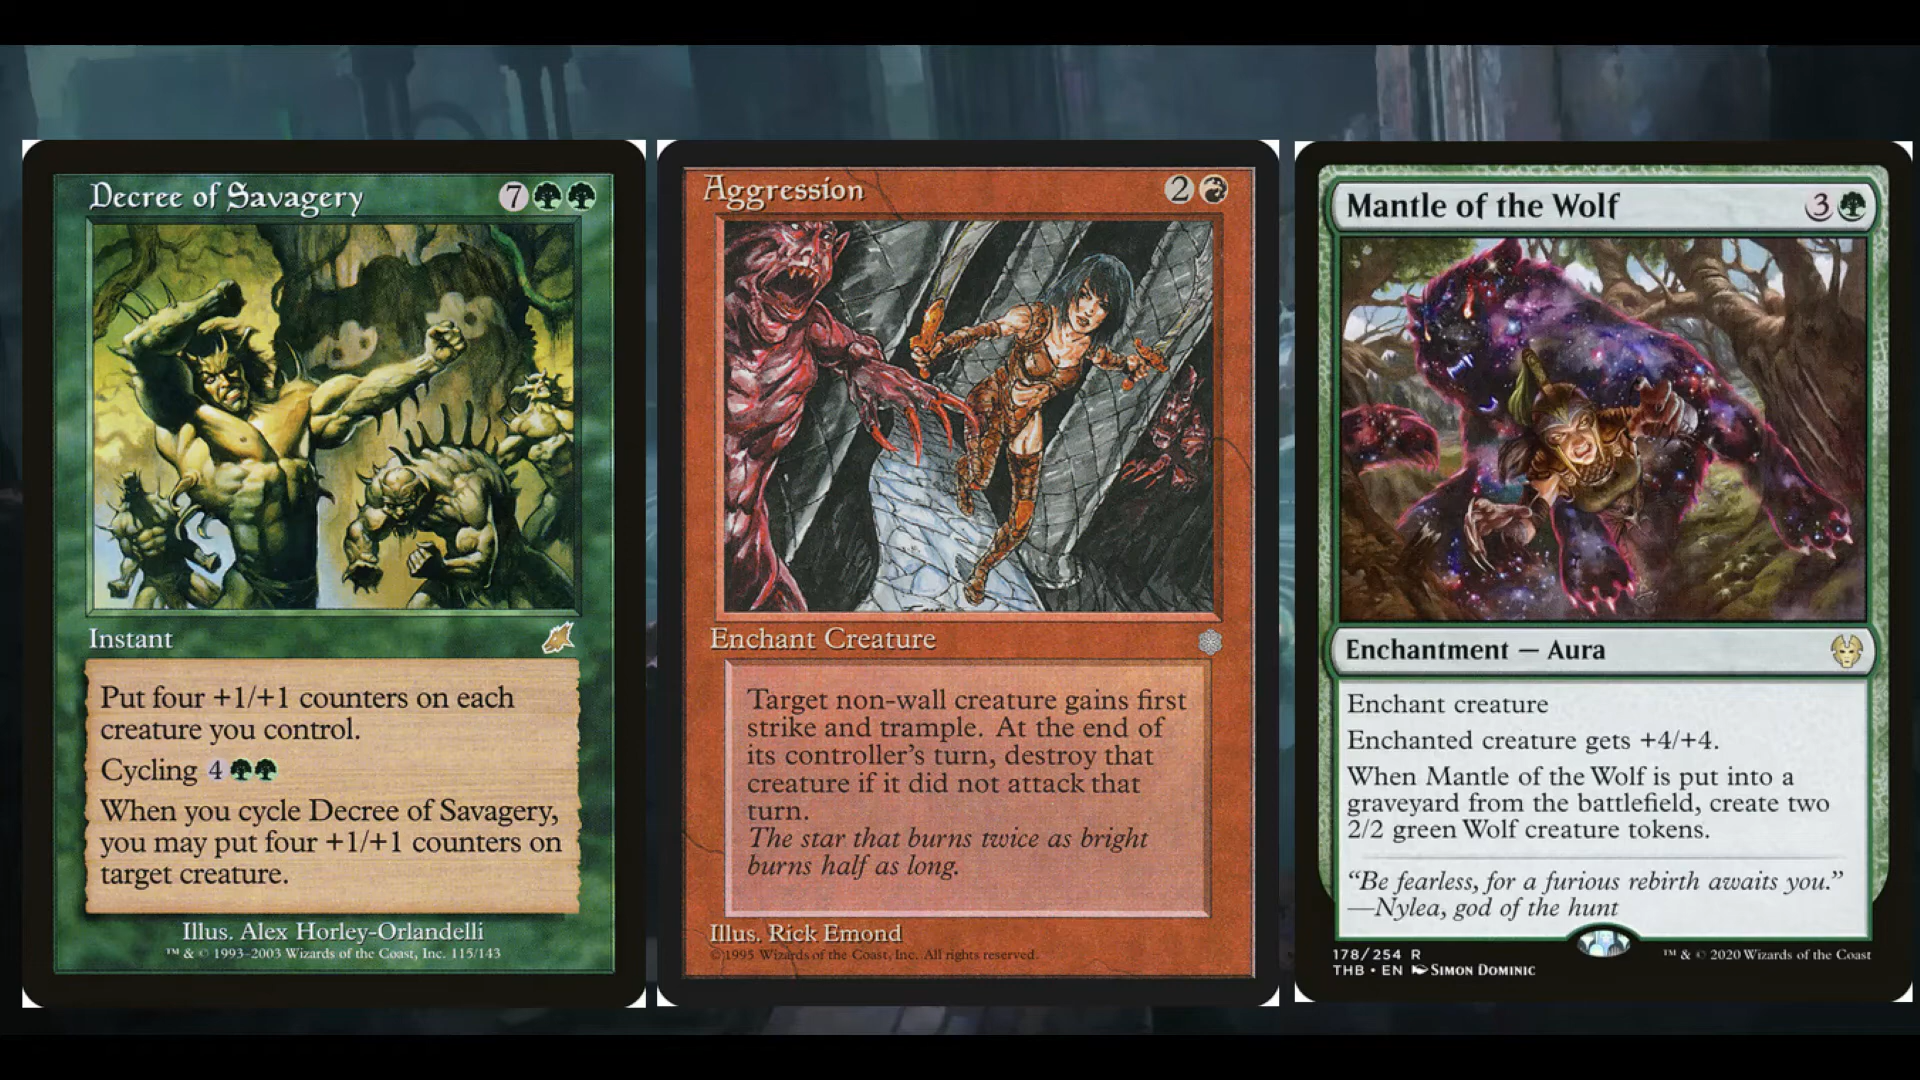 Decree of Savagery 7
Instant
Put four +1/+1 counters on each
creature you control.
Cycling 4
When you cycle Decree of Savagery,
you may put four +1/+1 counters on
target creature.
Illus. Alex Horley-Orlandelli
™ & © 1993–2003 Wizards of the Coast, Inc. 115/143
Aggression 2
Enchant Creature
Target non-wall creature gains first
strike and trample. At the end of
its controller's turn, destroy that
creature if it did not attack that
turn.
The star that burns twice as bright
burns half as long.
Illus. Rick Emond
©1995 Wizards of the Coast, Inc. All rights reserved.
Mantle of the Wolf 3
Enchantment — Aura
Enchant creature
Enchanted creature gets +4/+4.
When Mantle of the Wolf is put into a
graveyard from the battlefield, create two
2/2 green Wolf creature tokens.
“Be fearless, for a furious rebirth awaits you.”
—Nylea, god of the hunt
178/254 R
THB • EN SIMON DOMINIC
™ & © 2020 Wizards of the Coast